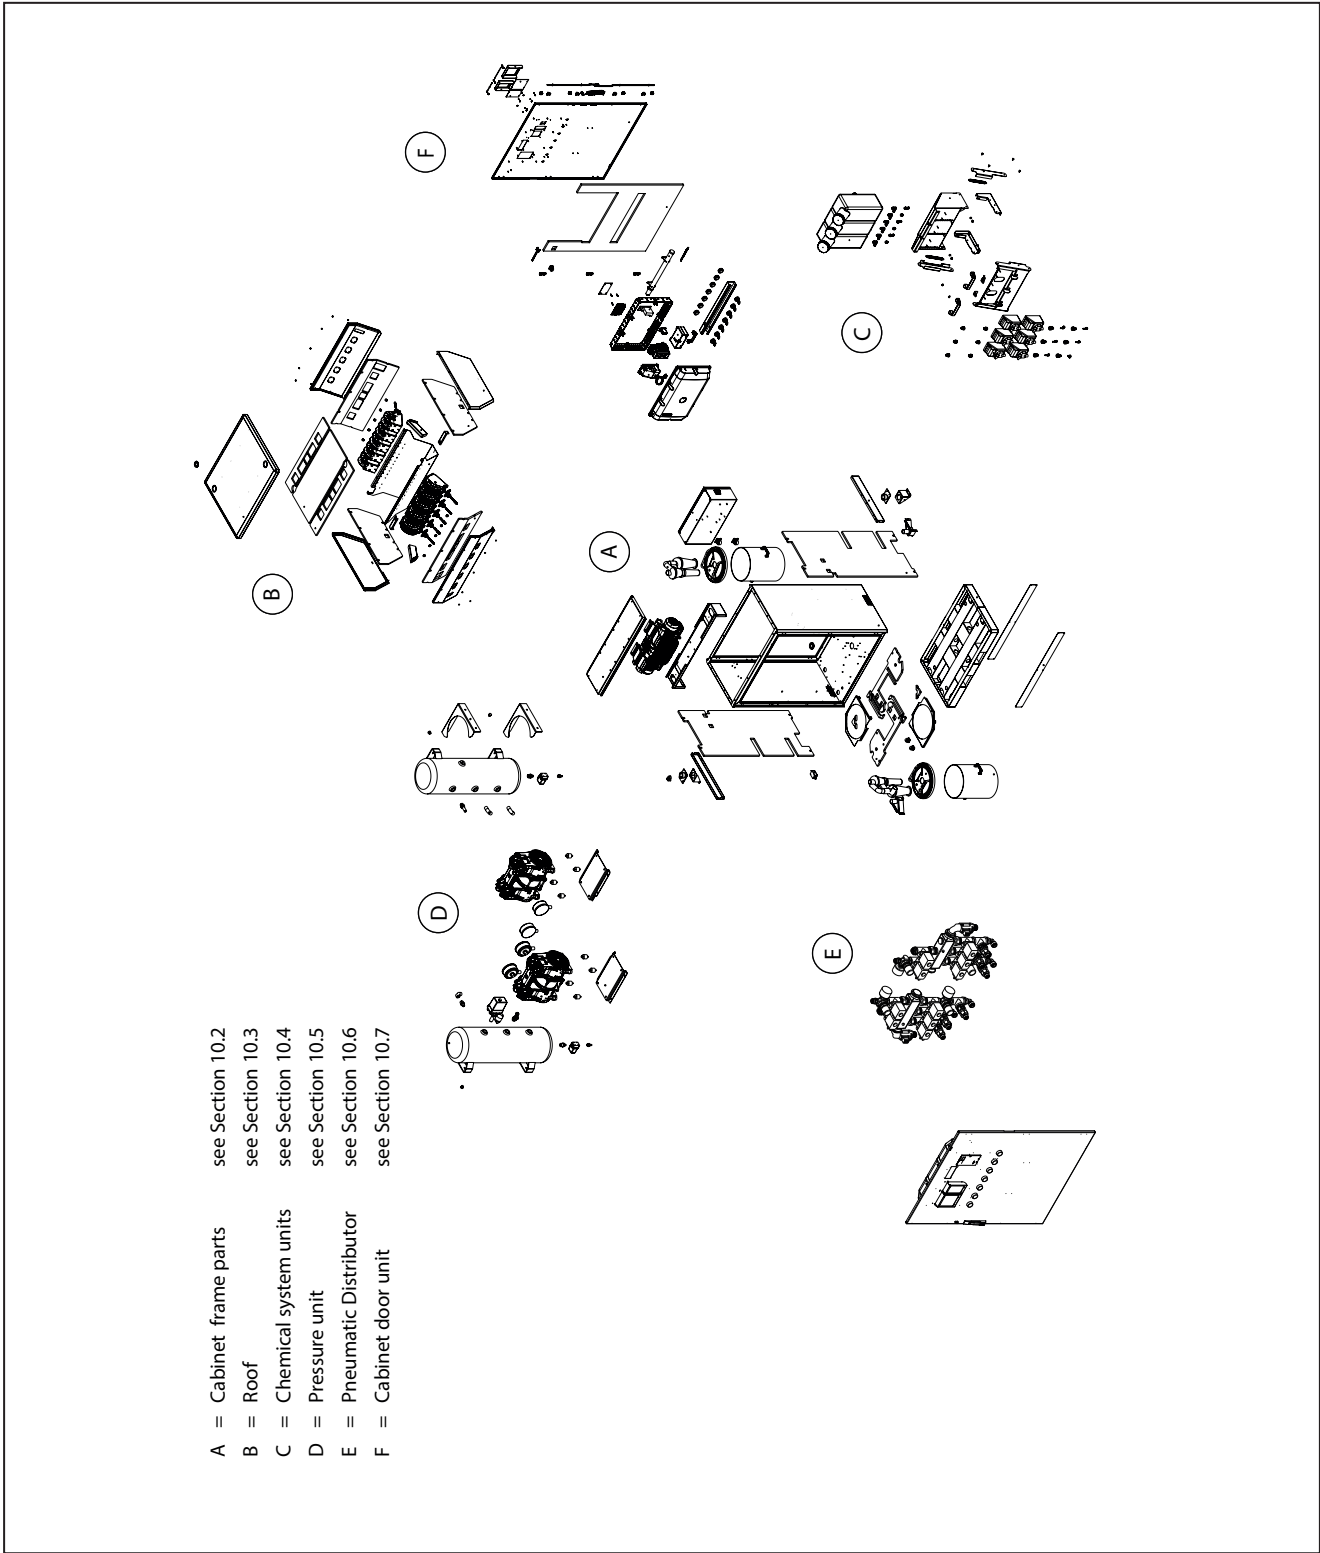 A = Cabinet frame parts see Section 10.2
B = Roof see Section 10.3
C = Chemical system units see Section 10.4
D = Pressure unit see Section 10.5
E = Pneumatic Distributor see Section 10.6
F = Cabinet door unit see Section 10.7
F
B
C
A
D
E